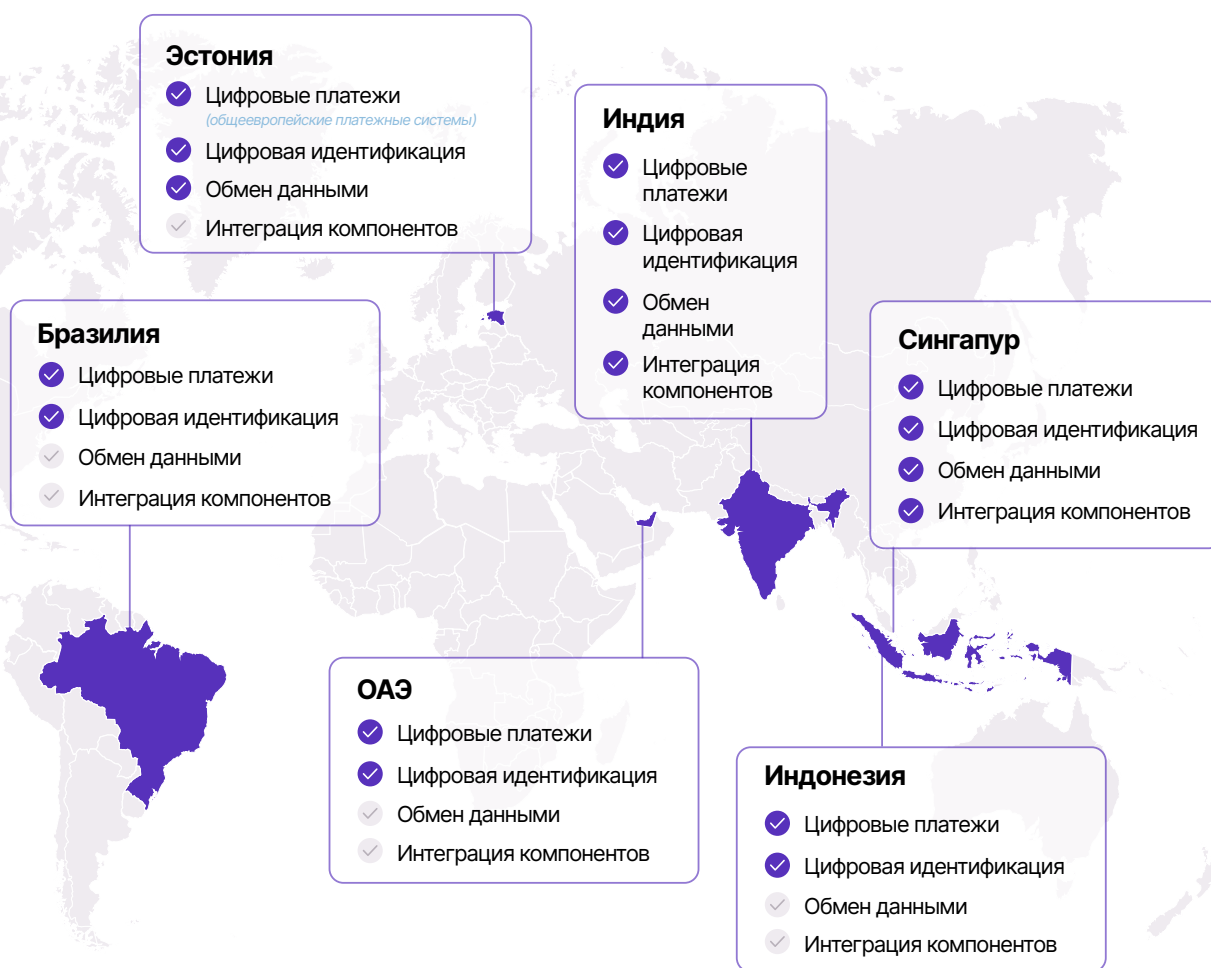 Эстония
Цифровые платежи
(общеевропейские платежные системы)
Цифровая идентификация
Обмен данными
Интеграция компонентов
Индия
Цифровые
платежи
Цифровая
идентификация
Обмен
данными
Интеграция
компонентов
Бразилия
Цифровые платежи
Цифровая идентификация
Обмен данными
Интеграция компонентов
Сингапур
Цифровые платежи
Цифровая идентификация
Обмен данными
Интеграция компонентов
ОАЭ
Цифровые платежи
Цифровая идентификация
Обмен данными
Интеграция компонентов
Индонезия
Цифровые платежи
Цифровая идентификация
Обмен данными
Интеграция компонентов